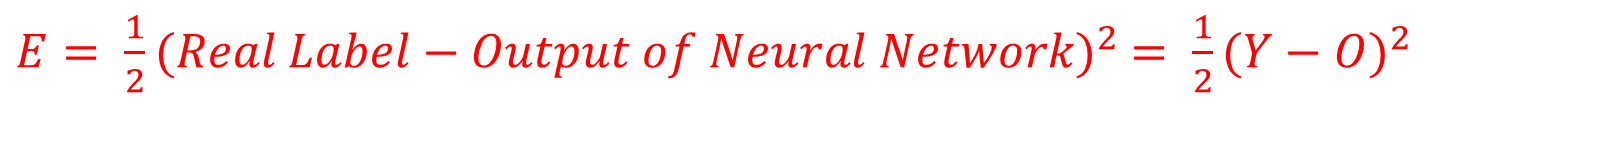 E = 1/2 (Real Label − Output of Neural Network)² = 1/2 (Y − O)²